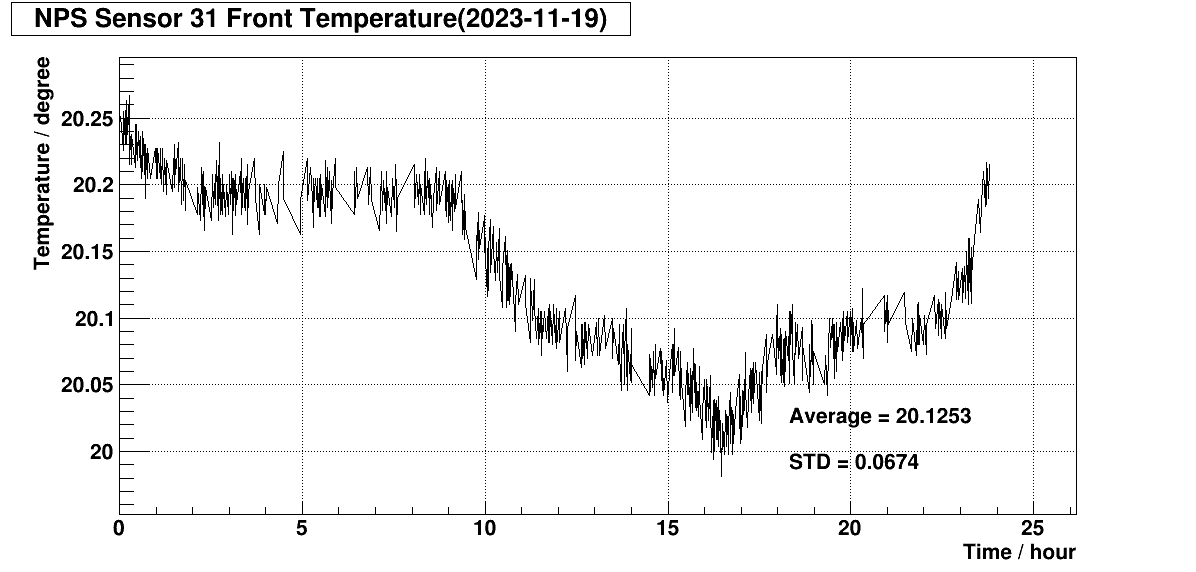 NPS Sensor 31 Front Temperature(2023-11-19)
Temperature / degree
20.25
20.2
20.15
20.1
20.05
20
Average = 20.1253
STD = 0.0674
0 5 10 15 20 25
Time / hour